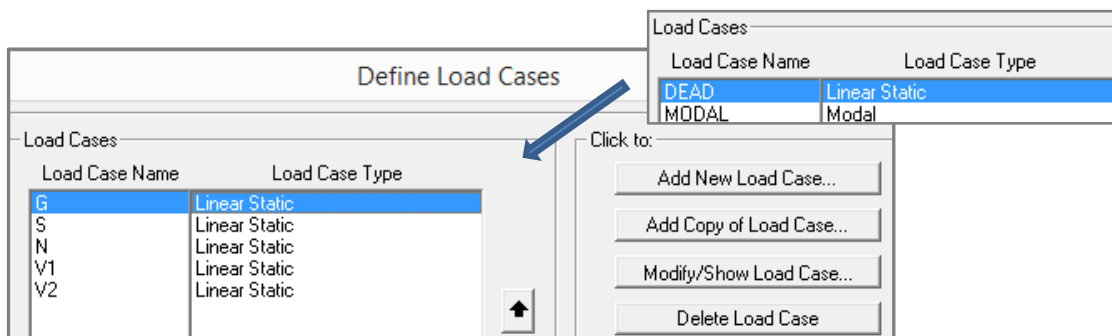 Load Cases
Load Case Name Load Case Type
DEAD Linear Static
MODAL Modal
Define Load Cases
Load Cases
Load Case Name Load Case Type
G Linear Static
S Linear Static
N Linear Static
V1 Linear Static
V2 Linear Static
Click to:
Add New Load Case...
Add Copy of Load Case...
Modify/Show Load Case...
Delete Load Case